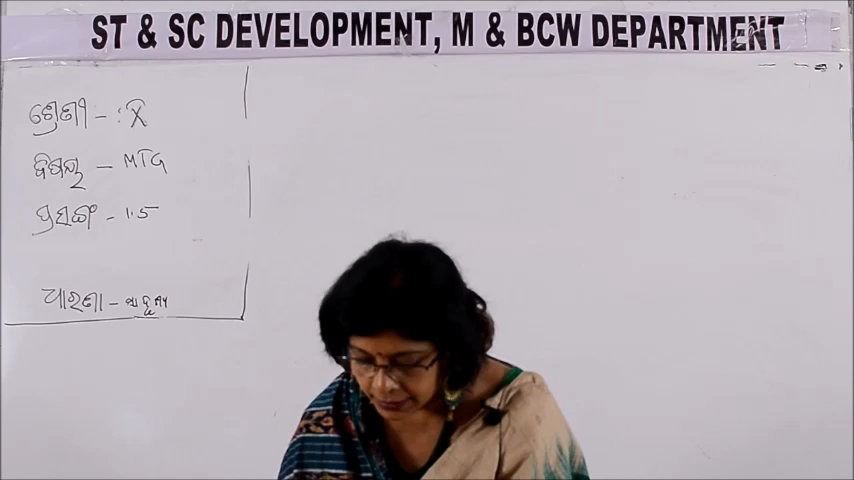 ST & SC DEVELOPMENT, M & BCW DEPARTMENT
ଶ୍ରେଣୀ - X
ବିଷୟ - MTG
ପ୍ରସଙ୍ଗ - 1.5
ଧାରଣା - ସାଦୃଶ୍ୟ